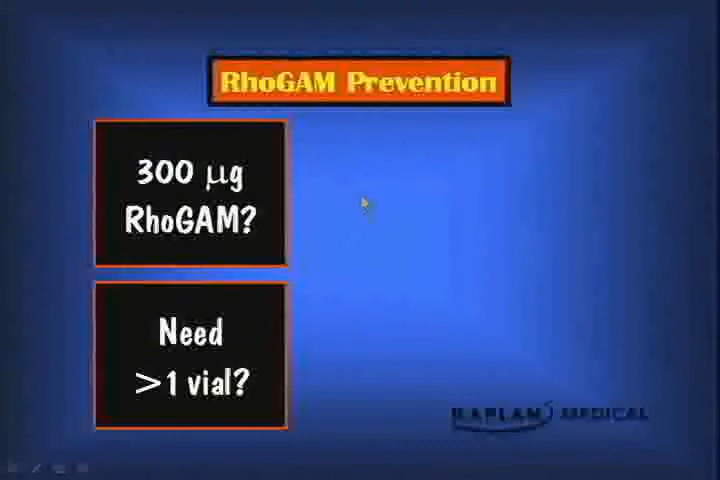 RhoGAM Prevention
300 µg
RhoGAM?
Need
>1 vial?
KAPLAN MEDICAL